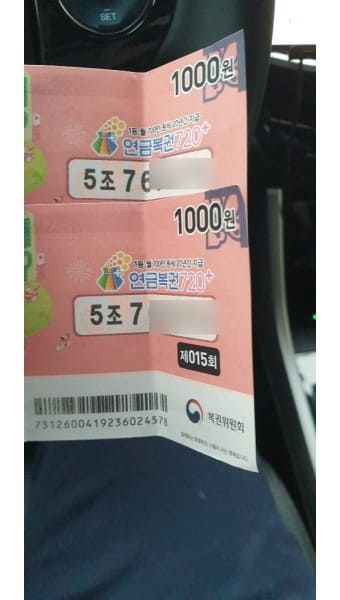 SET
1000원
1등 월 700만 원씩 20년간 지급
연금복권720+
5조 76
1000원
1등 월 700만 원씩 20년간 지급
연금복권720+
5조 7
제015회
7312600419236024578
복권위원회